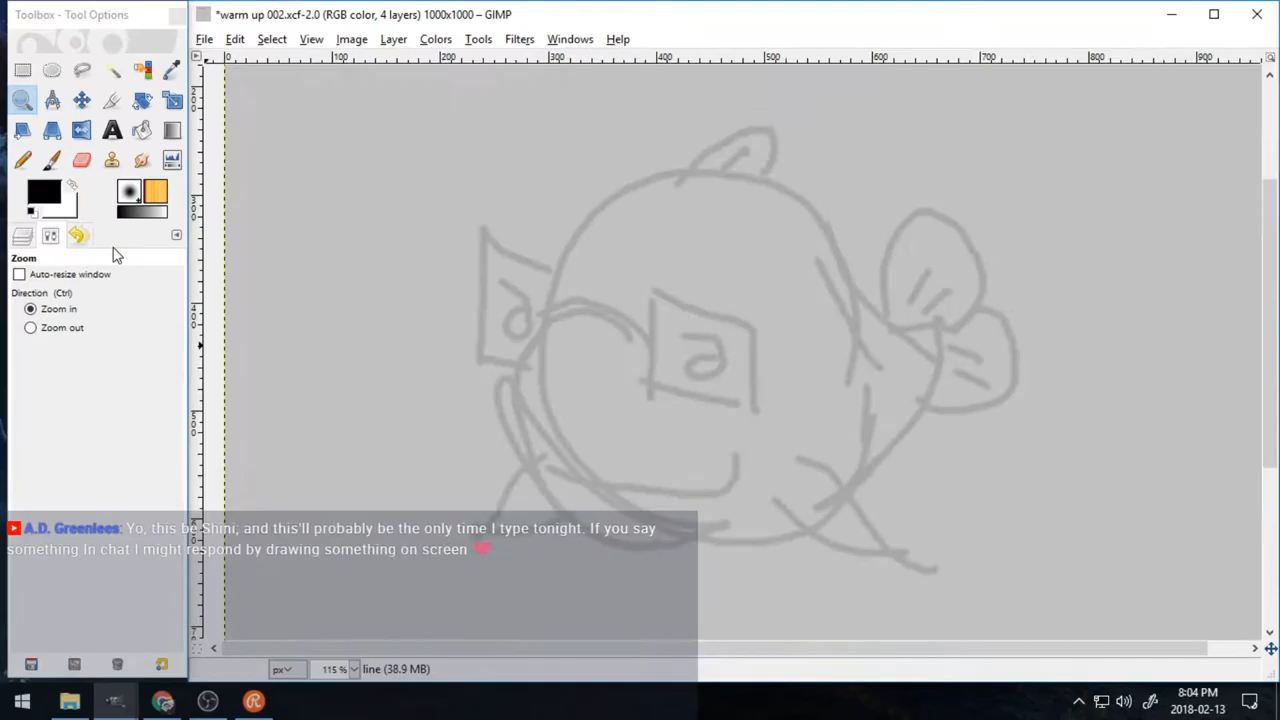 Toolbox - Tool Options
*warm up 002.xcf-2.0 (RGB color, 4 layers) 1000x1000 – GIMP
File Edit Select View Image Layer Colors Tools Filters Windows Help
0 100 200 300 400 500 600 700 800 900
200
300
400
500
Zoom
Auto-resize window
Direction (Ctrl)
Zoom in
Zoom out
a a
A.D. Greenlees: Yo, this be Shini; and this'll probably be the only time I type tonight. If you say
something In chat I might respond by drawing something on screen
px 115 % line (38.9 MB)
8:04 PM
2018-02-13